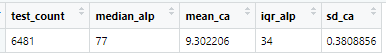 test_count median_alp mean_ca iqr_alp sd_ca
6481 77 9.302206 34 0.3808856